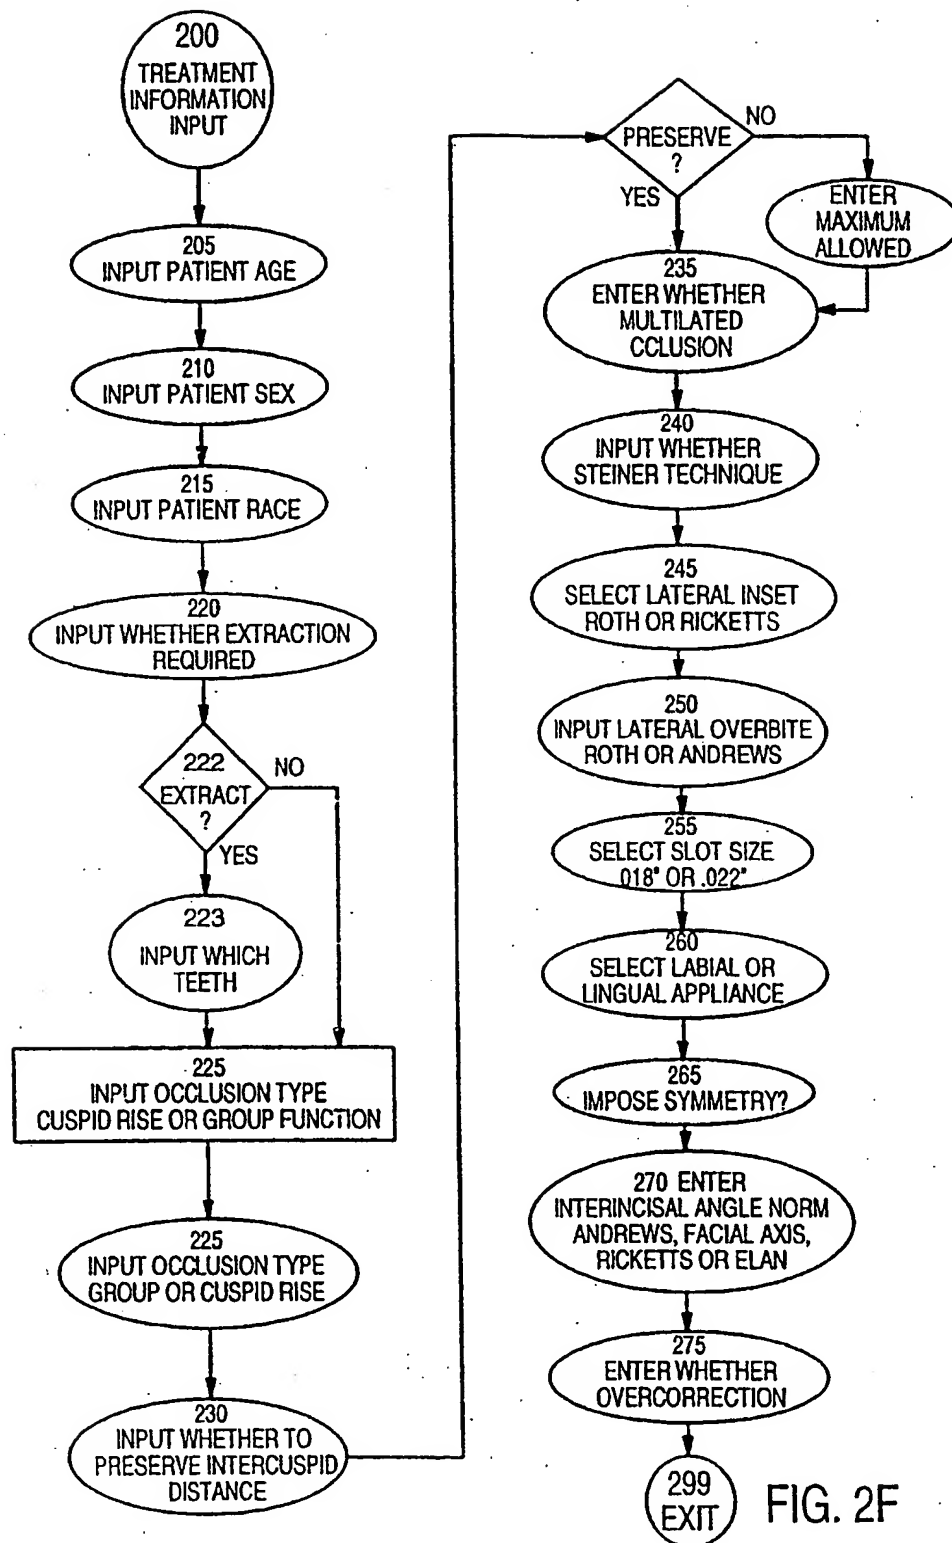 200
TREATMENT
INFORMATION
INPUT
205
INPUT PATIENT AGE
210
INPUT PATIENT SEX
215
INPUT PATIENT RACE
220
INPUT WHETHER EXTRACTION
REQUIRED
222
EXTRACT
?
NO
YES
223
INPUT WHICH
TEETH
225
INPUT OCCLUSION TYPE
CUSPID RISE OR GROUP FUNCTION
225
INPUT OCCLUSION TYPE
GROUP OR CUSPID RISE
230
INPUT WHETHER TO
PRESERVE INTERCUSPID
DISTANCE
PRESERVE
?
NO
YES
ENTER
MAXIMUM
ALLOWED
235
ENTER WHETHER
MULTILATED
CCLUSION
240
INPUT WHETHER
STEINER TECHNIQUE
245
SELECT LATERAL INSET
ROTH OR RICKETTS
250
INPUT LATERAL OVERBITE
ROTH OR ANDREWS
255
SELECT SLOT SIZE
.018" OR .022"
260
SELECT LABIAL OR
LINGUAL APPLIANCE
265
IMPOSE SYMMETRY?
270 ENTER
INTERINCISAL ANGLE NORM
ANDREWS, FACIAL AXIS,
RICKETTS OR ELAN
275
ENTER WHETHER
OVERCORRECTION
299
EXIT
FIG. 2F